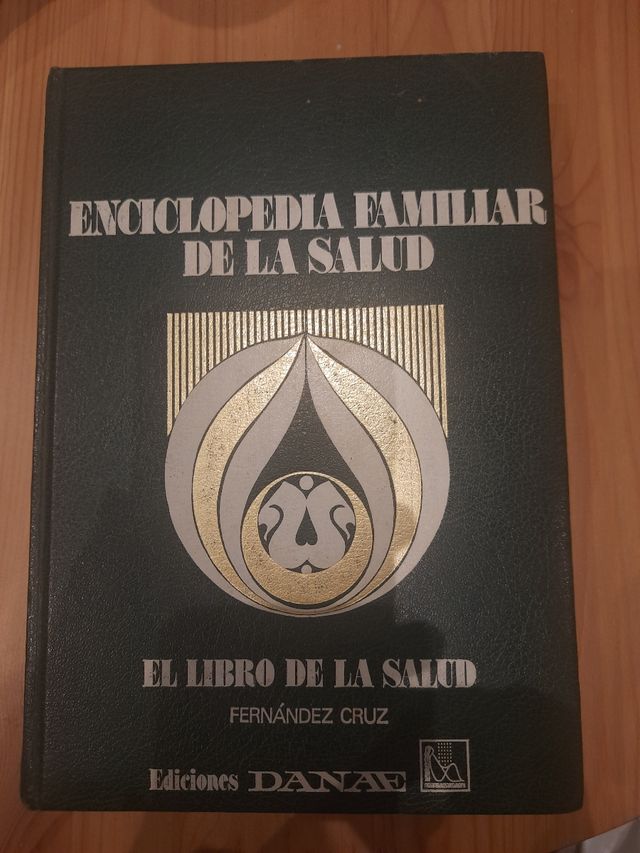 ENCICLOPEDIA FAMILIAR
DE LA SALUD
EL LIBRO DE LA SALUD
FERNÁNDEZ CRUZ
Ediciones DANAE